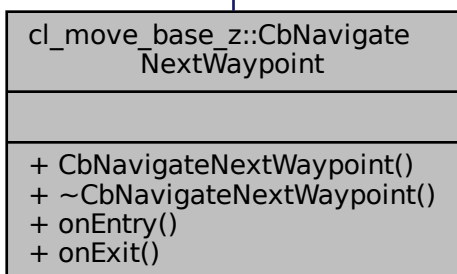 cl_move_base_z::CbNavigate
NextWaypoint
+ CbNavigateNextWaypoint()
+ ~CbNavigateNextWaypoint()
+ onEntry()
+ onExit()